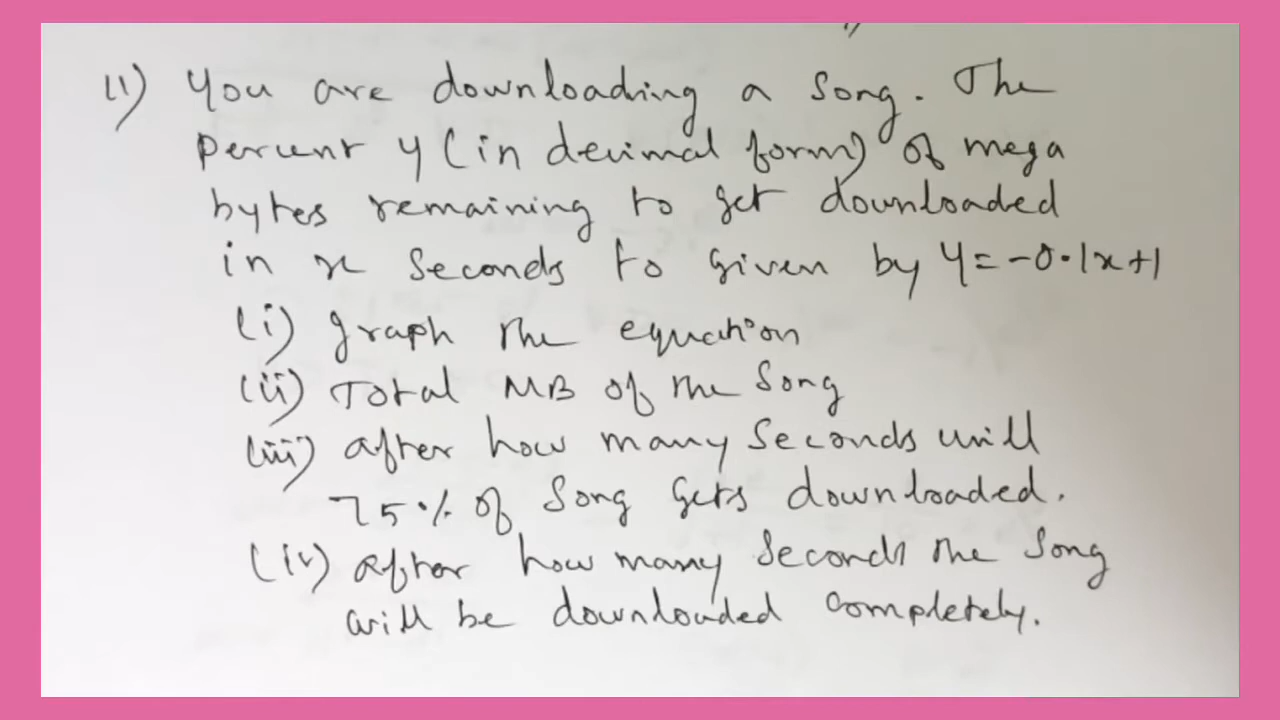 11) You are downloading a song. The
percent y (in decimal form) of mega
bytes remaining to get downloaded
in x seconds to given by y = -0.1x+1
(i) graph the equation
(ii) Total MB of the song
(iii) after how many seconds will
75% of song gets downloaded.
(iv) after how many seconds the song
will be downloaded completely.